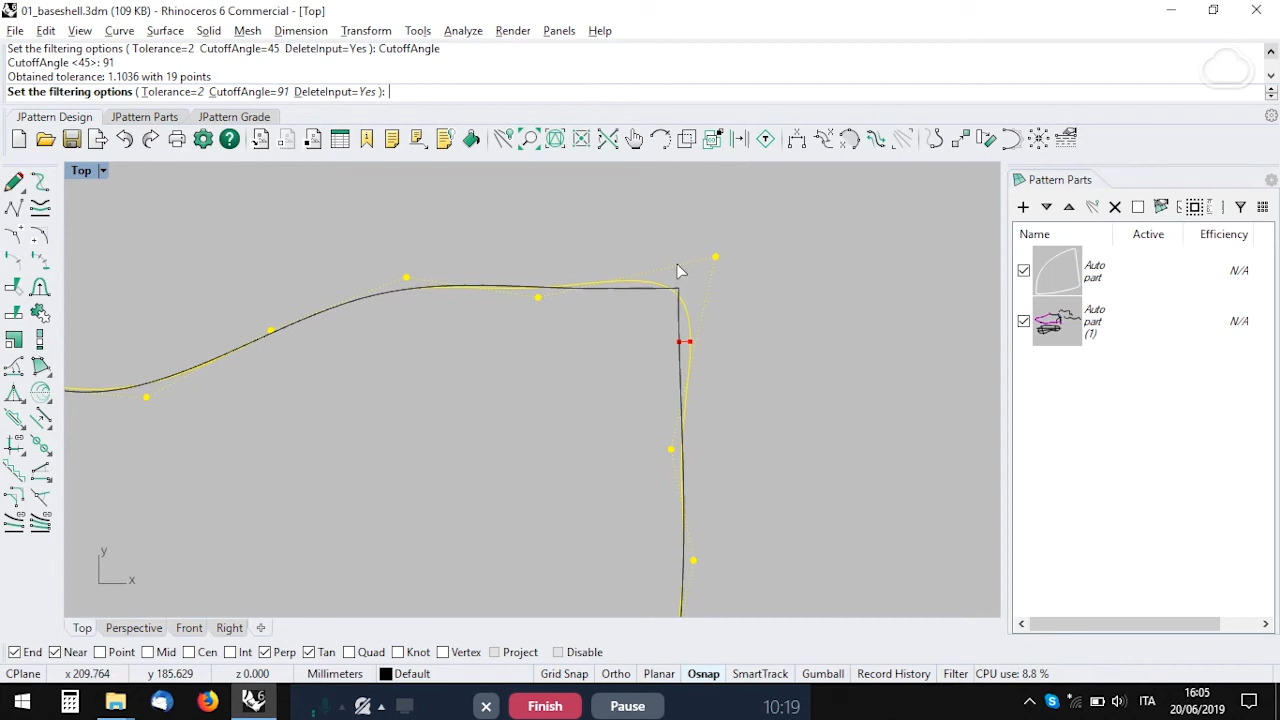 01_baseshell.3dm (109 KB) - Rhinoceros 6 Commercial - [Top]
File Edit View Curve Surface Solid Mesh Dimension Transform Tools Analyze Render Panels Help
Set the filtering options ( Tolerance=2 CutoffAngle=45 DeleteInput=Yes ): CutoffAngle
CutoffAngle <45>: 91
Obtained tolerance: 1.1036 with 19 points
Set the filtering options ( Tolerance=2 CutoffAngle=91 DeleteInput=Yes ):
JPattern Design JPattern Parts JPattern Grade
Top
Pattern Parts
Name Active Efficiency
Auto part N/A
Auto part (1) N/A
y
x
Top Perspective Front Right
End Near Point Mid Cen Int Perp Tan Quad Knot Vertex Project Disable
CPlane x 209.764 y 185.629 z 0.000 Millimeters Default Grid Snap Ortho Planar Osnap SmartTrack Gumball Record History Filter CPU use: 8.8 %
Finish Pause 10:19
ITA
16:05
20/06/2019